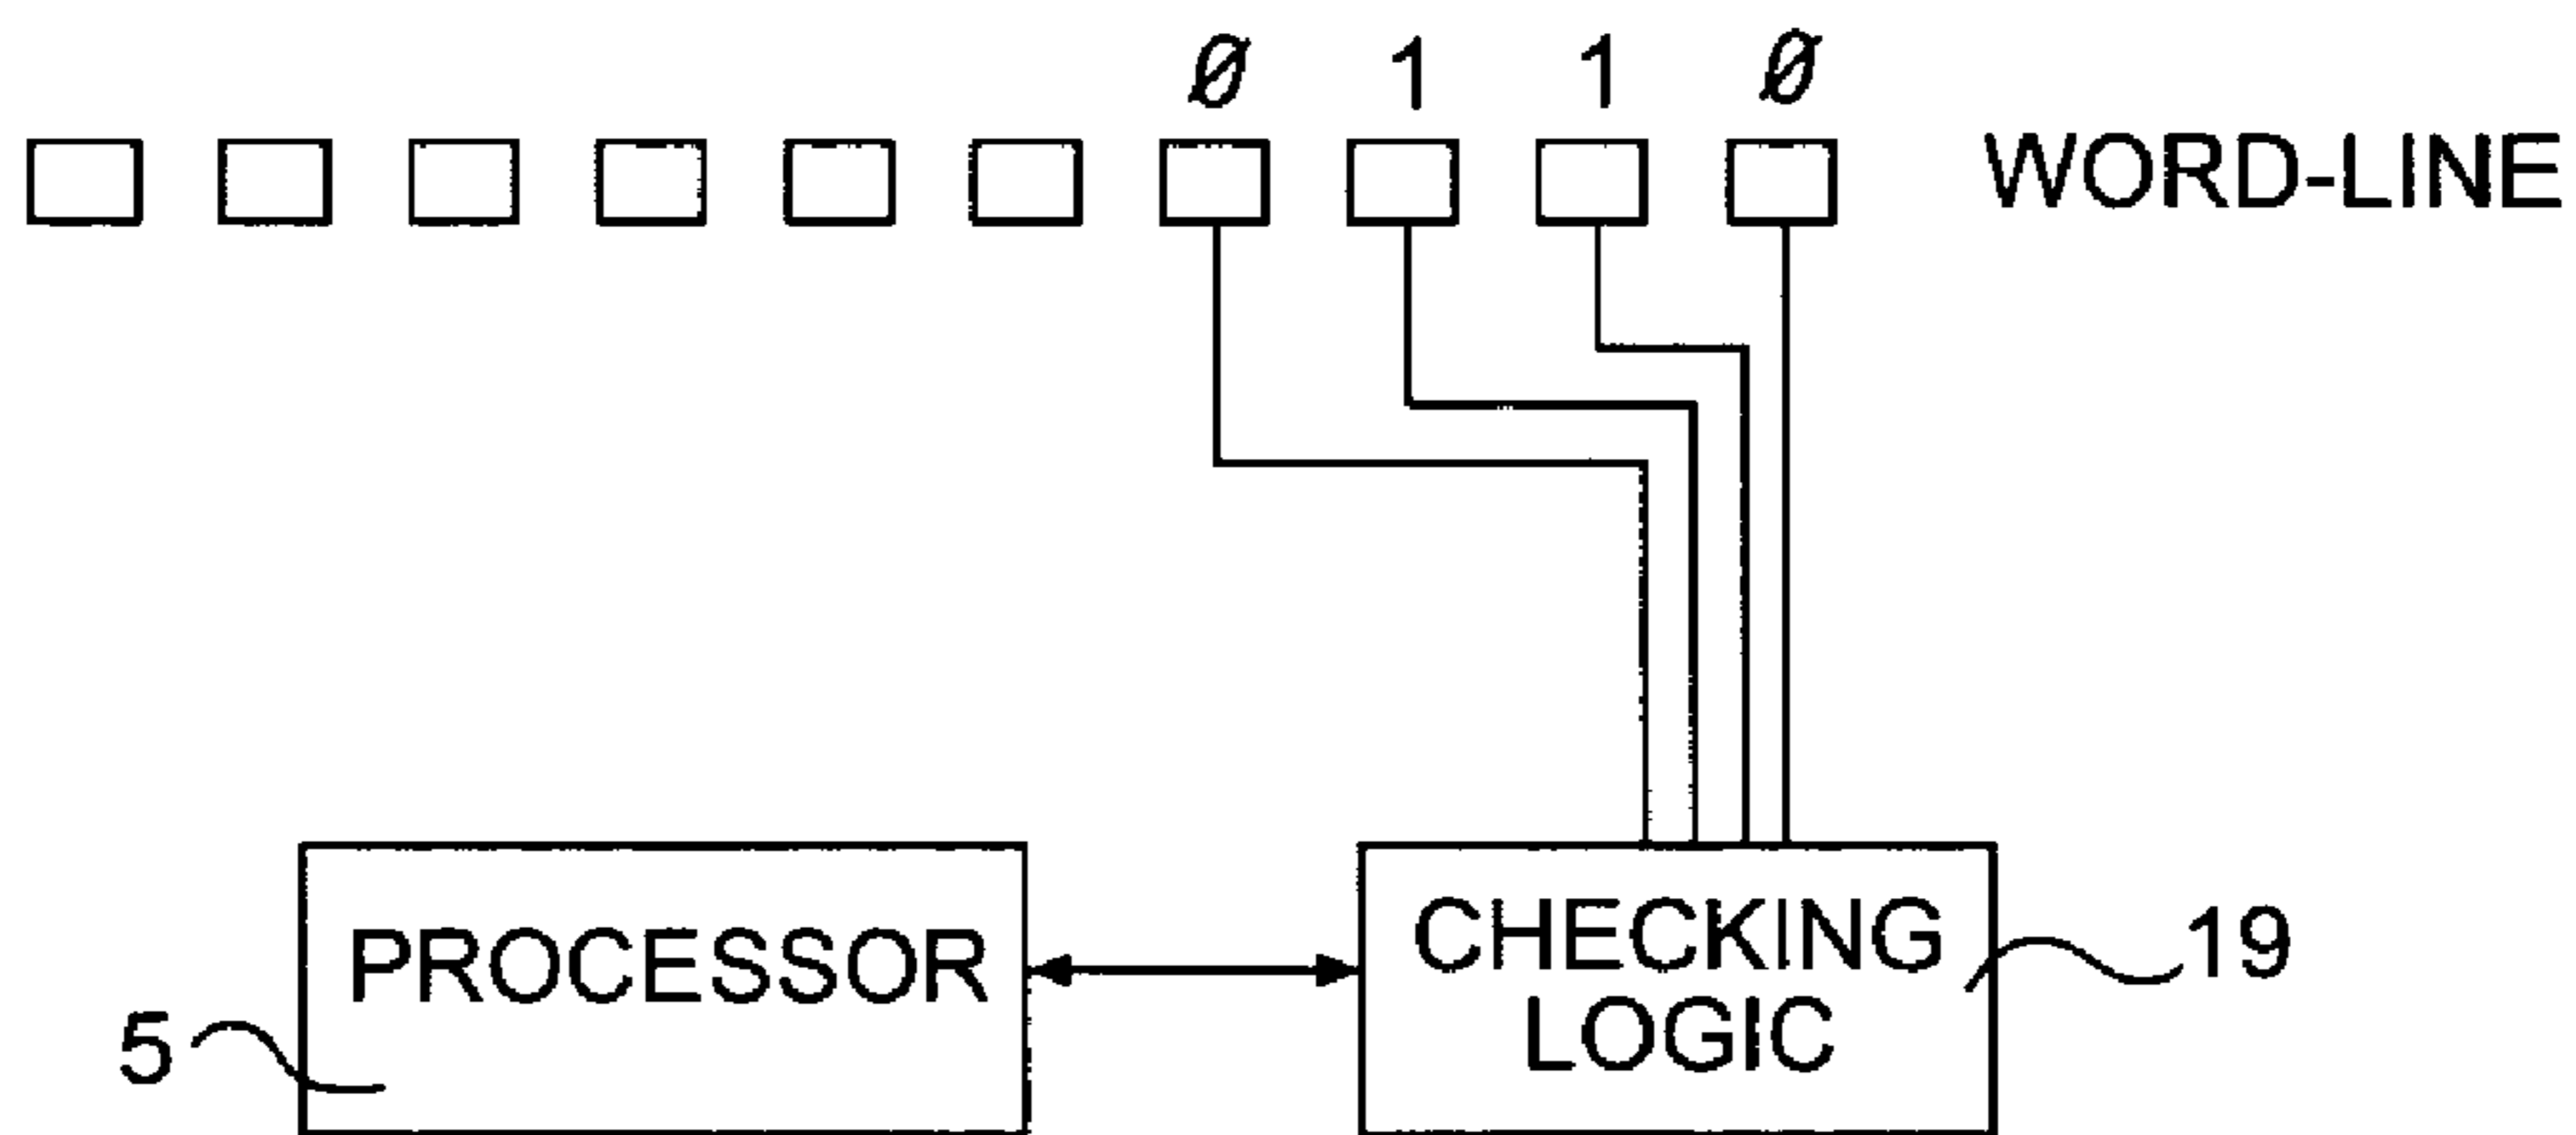 Ø 1 1 Ø
WORD-LINE
PROCESSOR
5
CHECKING
LOGIC
19